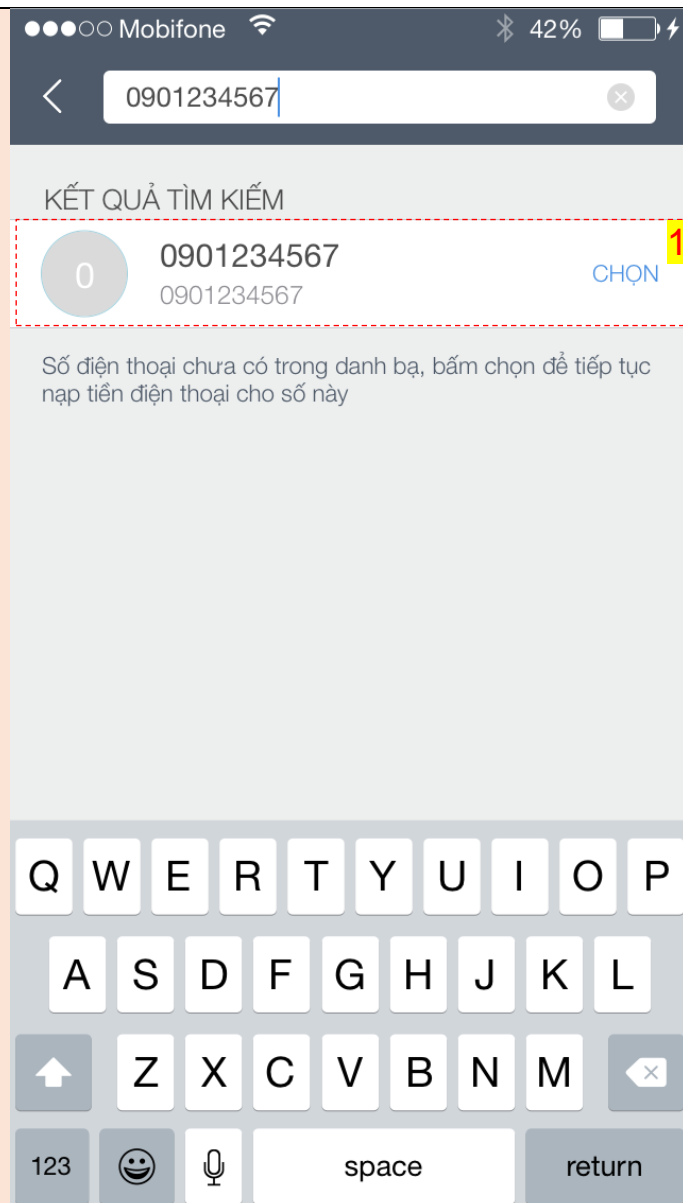 Mobifone 42%
0901234567
KẾT QUẢ TÌM KIẾM
1
0
0901234567
CHỌN
0901234567
Số điện thoại chưa có trong danh bạ, bấm chọn để tiếp tục
nạp tiền điện thoại cho số này
Q W E R T Y U I O P
A S D F G H J K L
Z X C V B N M
123 space return